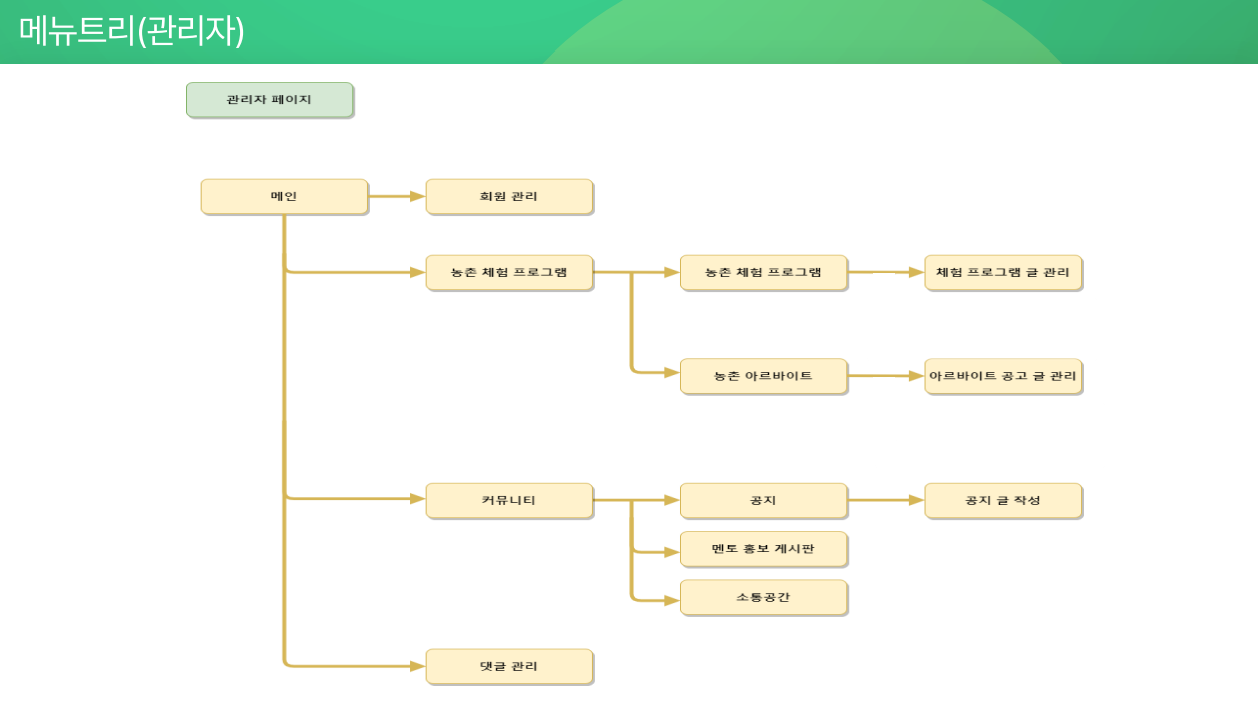 메뉴트리(관리자)
관리자 페이지
메인
회원 관리
농촌 체험 프로그램
농촌 체험 프로그램
체험 프로그램 글 관리
농촌 아르바이트
아르바이트 공고 글 관리
커뮤니티
공지
공지 글 작성
멘토 홍보 게시판
소통공간
댓글 관리